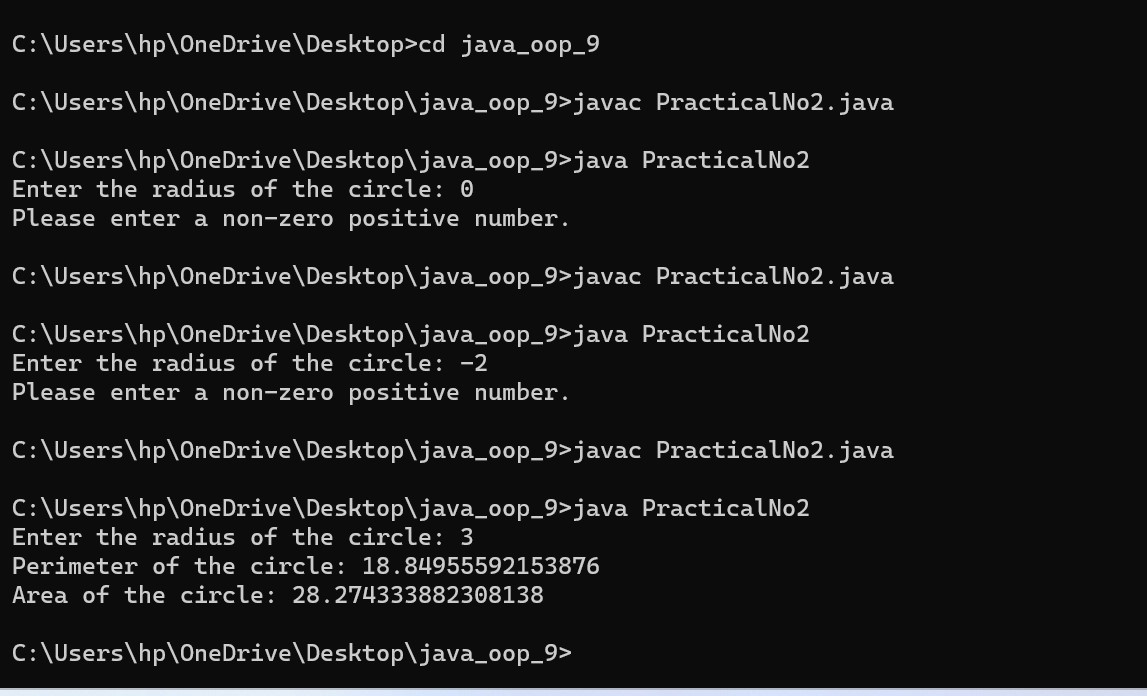 C:\Users\hp\OneDrive\Desktop>cd java_oop_9
C:\Users\hp\OneDrive\Desktop\java_oop_9>javac PracticalNo2.java
C:\Users\hp\OneDrive\Desktop\java_oop_9>java PracticalNo2
Enter the radius of the circle: 0
Please enter a non-zero positive number.
C:\Users\hp\OneDrive\Desktop\java_oop_9>javac PracticalNo2.java
C:\Users\hp\OneDrive\Desktop\java_oop_9>java PracticalNo2
Enter the radius of the circle: -2
Please enter a non-zero positive number.
C:\Users\hp\OneDrive\Desktop\java_oop_9>javac PracticalNo2.java
C:\Users\hp\OneDrive\Desktop\java_oop_9>java PracticalNo2
Enter the radius of the circle: 3
Perimeter of the circle: 18.84955592153876
Area of the circle: 28.274333882308138
C:\Users\hp\OneDrive\Desktop\java_oop_9>